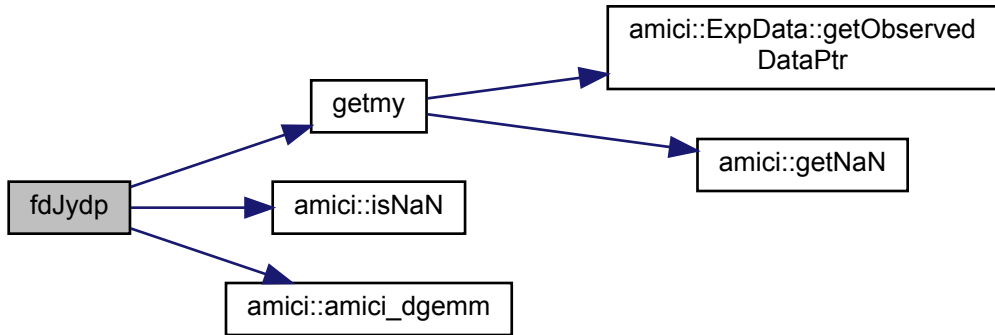 fdJydp
getmy
amici::isNaN
amici::amici_dgemm
amici::ExpData::getObserved
DataPtr
amici::getNaN